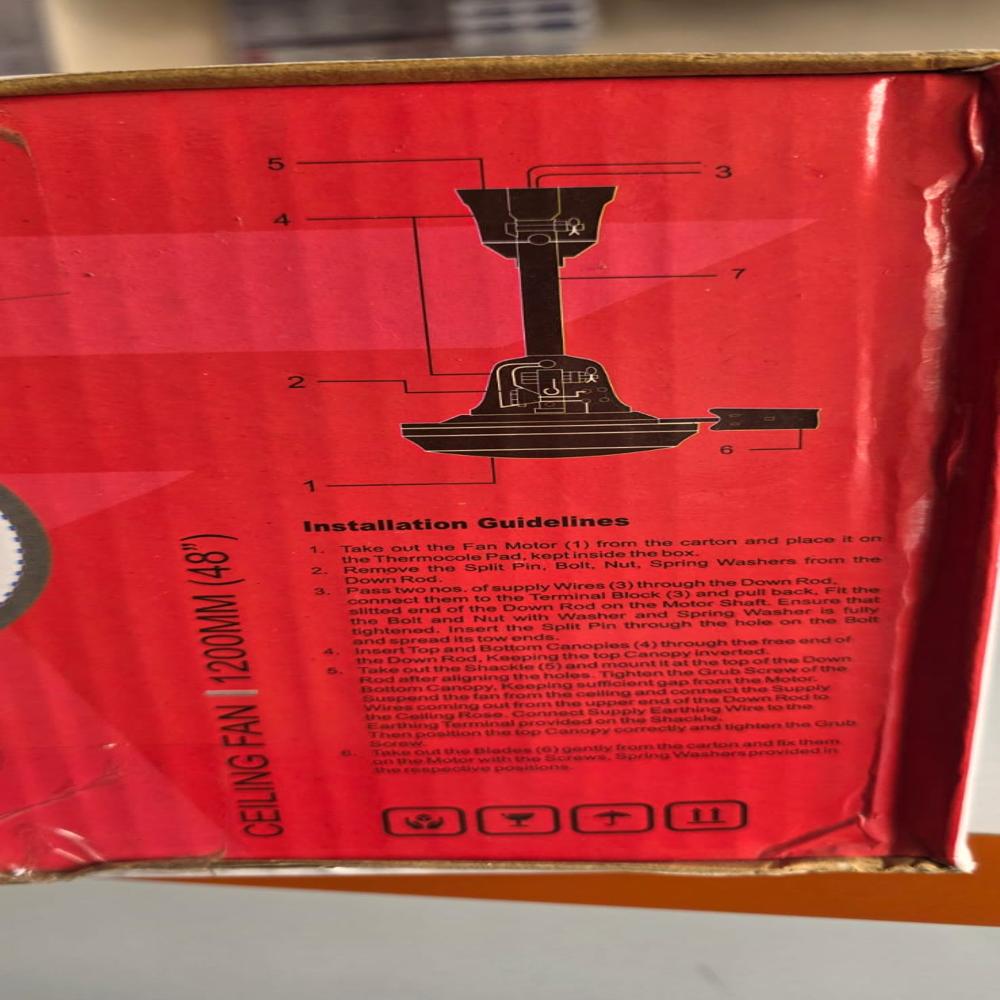 5
3
4
7
2
6
1
Installation Guidelines
1. Take out the Fan Motor (1) from the carton and place it on
the Thermocole Pad, kept inside the box.
2. Remove the Split Pin, Bolt, Nut, Spring Washers from the
Down Rod.
3. Pass two nos. of supply Wires (3) through the Down Rod,
connect them to the Terminal Block (3) and pull back, Fit the
slitted end of the Down Rod on the Motor Shaft. Ensure that
the Bolt and Nut with Washer and Spring Washer is fully
tightened. Insert the Split Pin through the hole on the Bolt
and spread its tow ends.
4. Insert Top and Bottom Canopies (4) through the free end of
the Down Rod, Keeping the top Canopy inverted.
5. Take out the Shackle (5) and mount it at the top of the Down
Rod after aligning the holes. Tighten the Grub Screw of the
Bottom Canopy, Keeping sufficient gap from the Motor.
Suspend the fan from the ceiling and connect the Supply
Wires coming out from the upper end of the Down Rod to
the Ceiling Rose. Connect Supply Earthing Wire to the
Earthing Terminal provided on the Shackle.
Then position the top Canopy correctly and tighten the Grub
Screw.
6. Take out the Blades (6) gently from the carton and fix them
on the Motor with the Screws, Spring Washers provided in
the respective positions.
CEILING FAN | 1200MM (48")